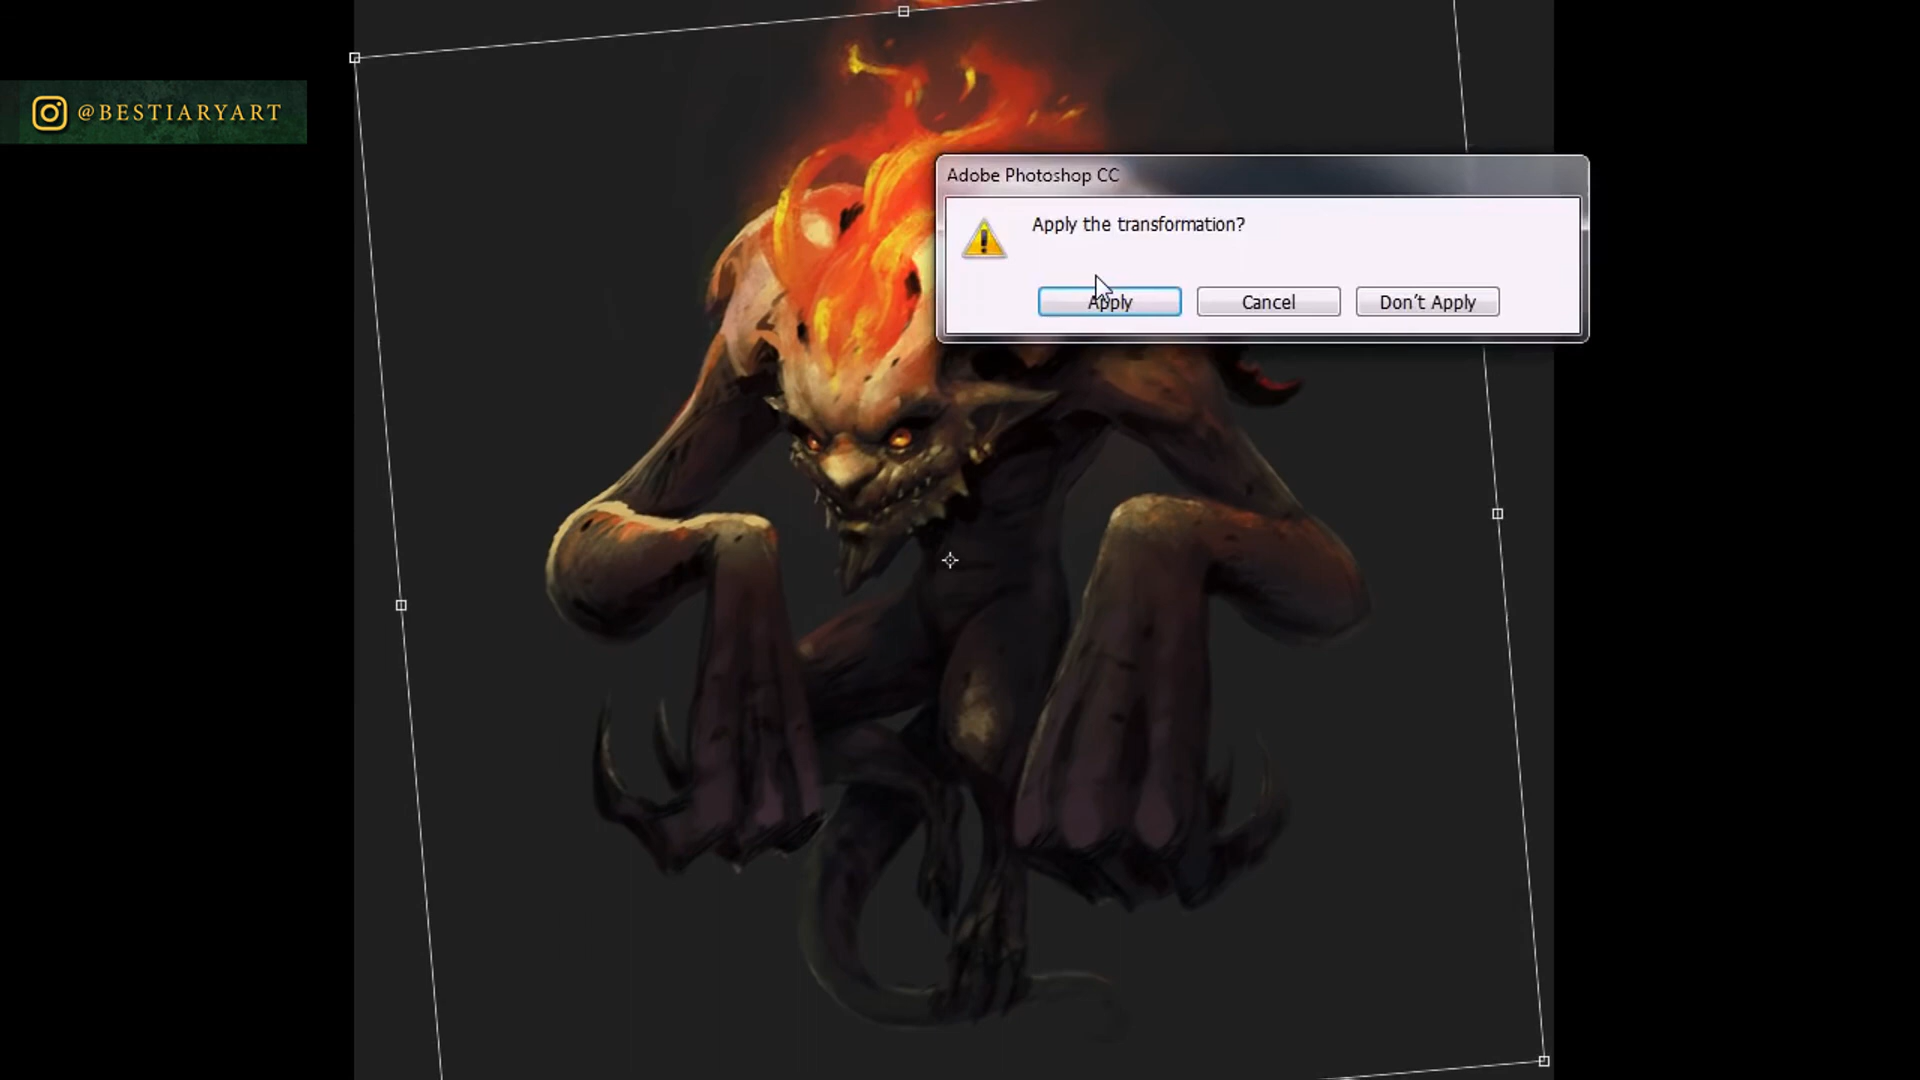 @BESTIARYART
Adobe Photoshop CC
Apply the transformation?
Apply
Cancel
Don't Apply